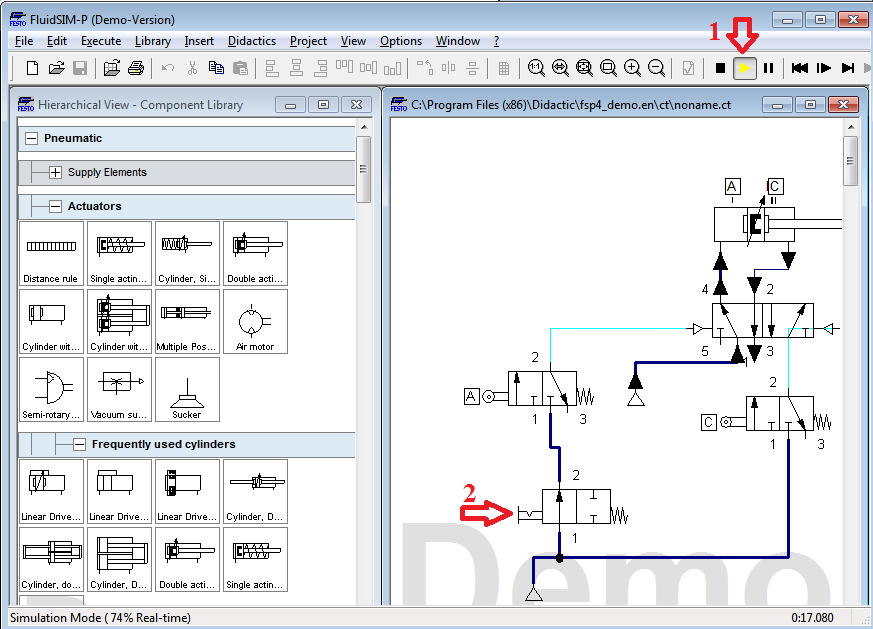 FluidSIM-P (Demo-Version)
1
File Edit Execute Library Insert Didactics Project View Options Window ?
Hierarchical View - Component Library
Pneumatic
Supply Elements
Actuators
Distance rule Single actin... Cylinder, Si... Double acti...
Cylinder wit... Cylinder wit... Multiple Pos... Air motor
Semi-rotary... Vacuum su... Sucker
Frequently used cylinders
Linear Drive... Linear Drive... Linear Drive... Cylinder, D...
Cylinder, do... Cylinder, D... Double acti... Single actin...
C:\Program Files (x86)\Didactic\fsp4_demo.en\ct\noname.ct
A C
4 2
5 1 3
2
A
1 3
2
C
1 3
2
2
1
Demo
Simulation Mode ( 74% Real-time) 0:17.080